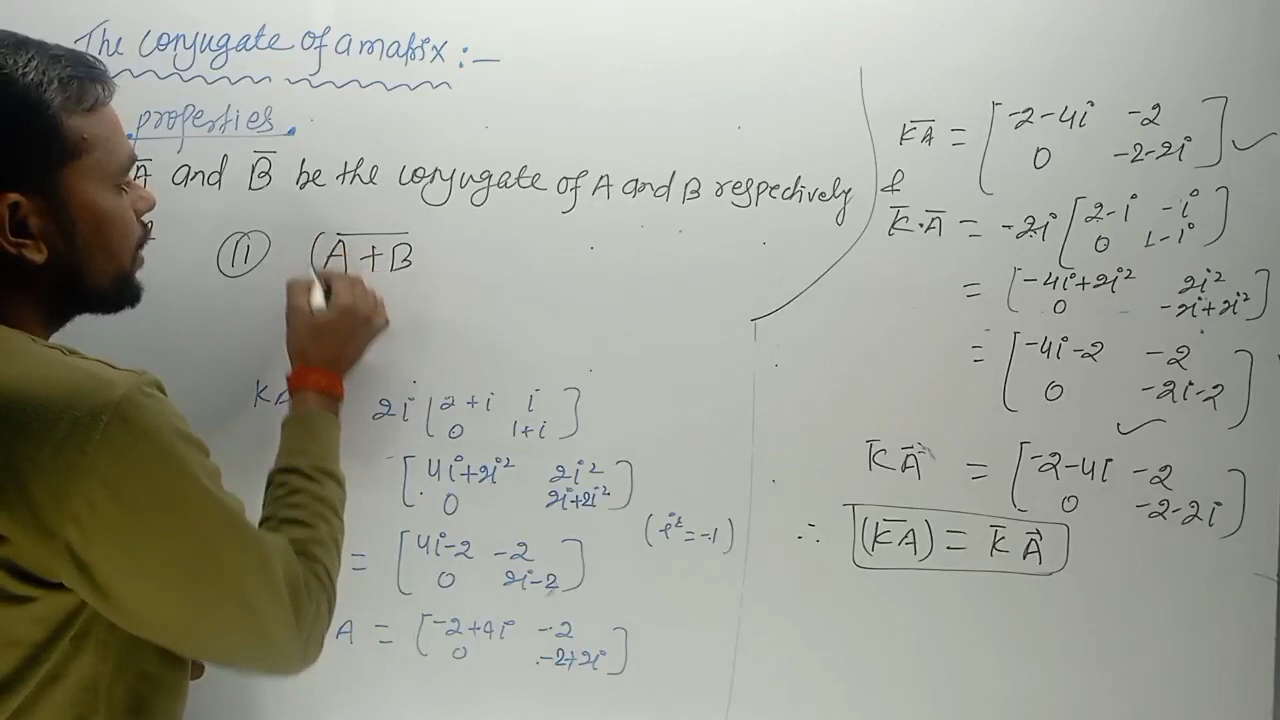 The conjugate of a matrix :-
properties.
A̅ and B̅ be the conjugate of A and B respectively
(ii) (A̅+̅B̅
2i [2+i i
0 1+i]
[4i+2i² 2i²
0 2i+2i²]
(i²=-1)
= [4i-2 -2
0 2i-2]
A = [-2+4i -2
0 -2+2i]
K̅A̅ = [-2-4i -2
0 -2-2i] ✓
&
K̅.A̅ = -2i [2-i -i
0 1-i]
= [-4i+2i² 2i²
0 -2i+2i²]
= [-4i-2 -2
0 -2i-2]
✓
K̅ A̅ = [-2-4i -2
0 -2-2i]
∴ (K̅A̅) = K̅ A̅